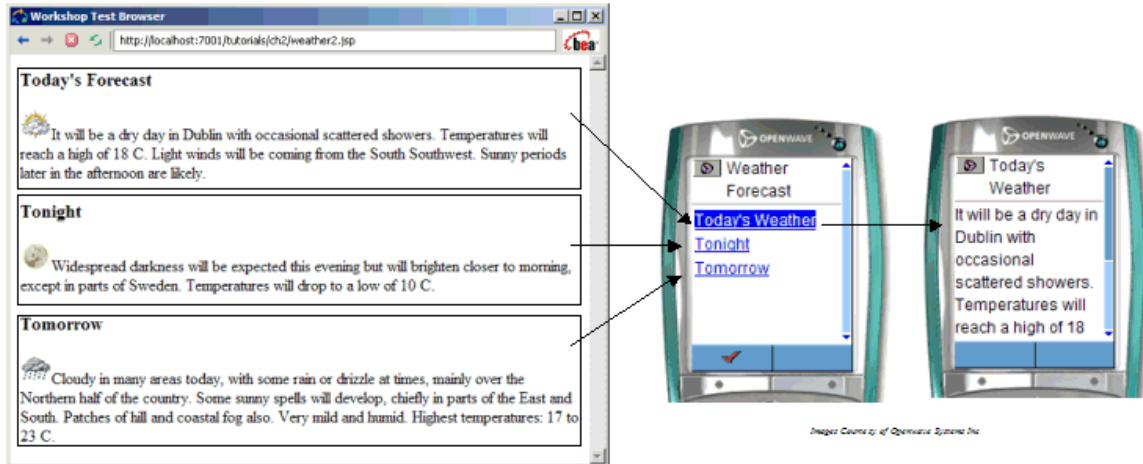 Workshop Test Browser
http://localhost:7001/tutorials/ch2/weather2.jsp
bea
Today's Forecast
It will be a dry day in Dublin with occasional scattered showers. Temperatures will
reach a high of 18 C. Light winds will be coming from the South Southwest. Sunny periods
later in the afternoon are likely.
Tonight
Widespread darkness will be expected this evening but will brighten closer to morning,
except in parts of Sweden. Temperatures will drop to a low of 10 C.
Tomorrow
Cloudy in many areas today, with some rain or drizzle at times, mainly over the
Northern half of the country. Some sunny spells will develop, chiefly in parts of the East and
South. Patches of hill and coastal fog also. Very mild and humid. Highest temperatures: 17 to
23 C.
OPENWAVE
Weather
Forecast
Today's Weather
Tonight
Tomorrow
OPENWAVE
Today's
Weather
It will be a dry day in
Dublin with
occasional
scattered showers.
Temperatures will
reach a high of 18
Images Courtesy of Openwave Systems Inc